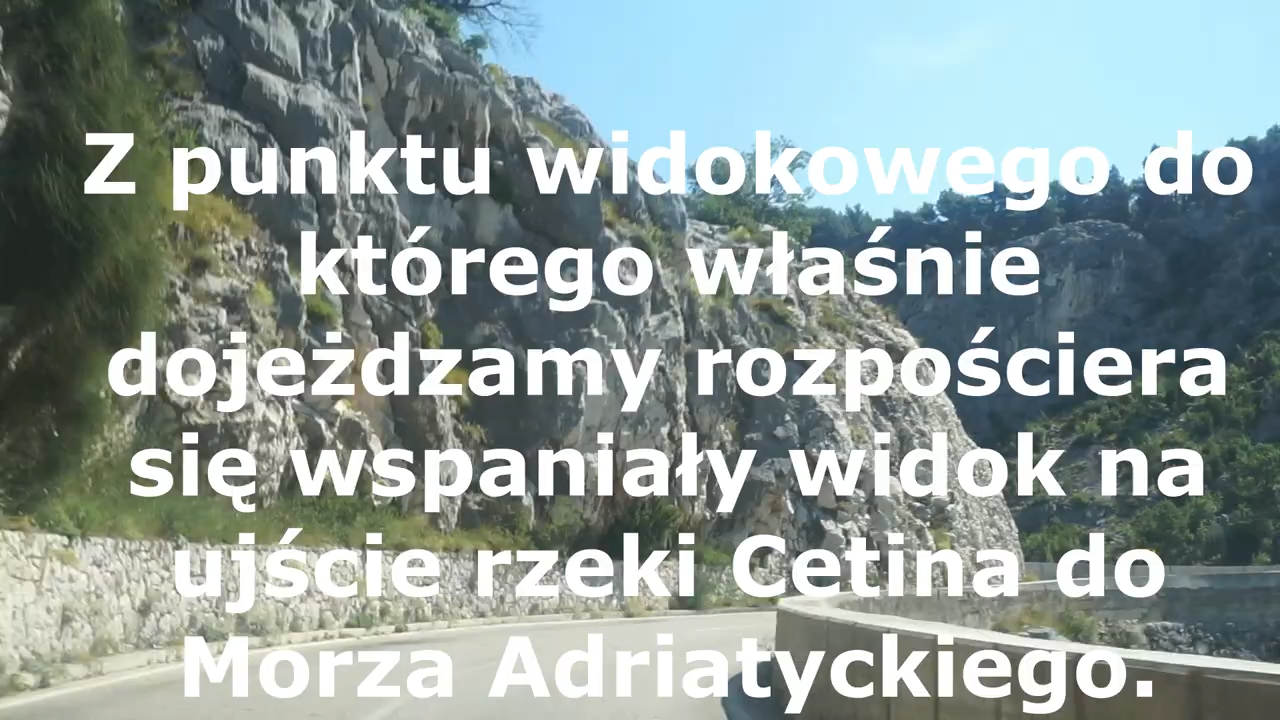 Z punktu widokowego do
którego właśnie
dojeżdzamy rozpościera
się wspaniały widok na
ujście rzeki Cetina do
Morza Adriatyckiego.